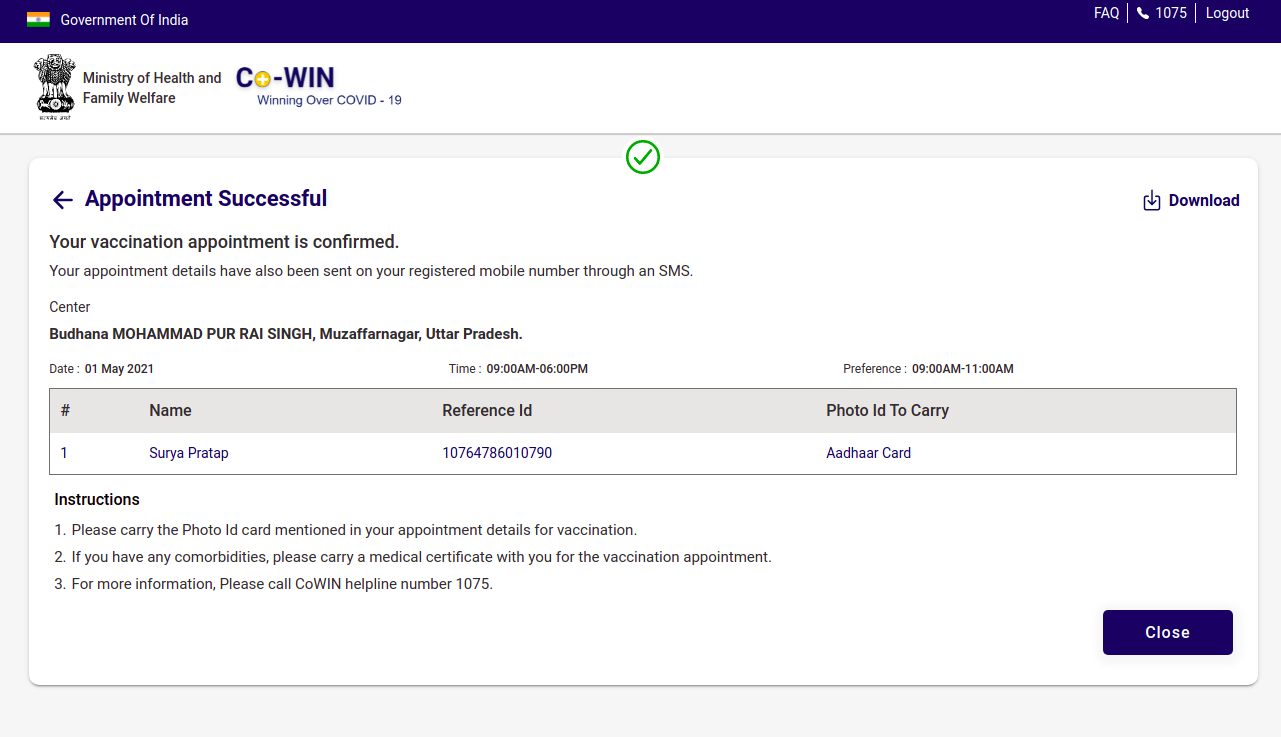 Government Of India
FAQ 1075 Logout
Ministry of Health and
Family Welfare
Co-WIN
Winning Over COVID - 19
सत्यमेव जयते
Appointment Successful
Download
Your vaccination appointment is confirmed.
Your appointment details have also been sent on your registered mobile number through an SMS.
Center
Budhana MOHAMMAD PUR RAI SINGH, Muzaffarnagar, Uttar Pradesh.
Date : 01 May 2021 Time : 09:00AM-06:00PM Preference : 09:00AM-11:00AM
# Name Reference Id Photo Id To Carry
1 Surya Pratap 10764786010790 Aadhaar Card
Instructions
1. Please carry the Photo Id card mentioned in your appointment details for vaccination.
2. If you have any comorbidities, please carry a medical certificate with you for the vaccination appointment.
3. For more information, Please call CoWIN helpline number 1075.
Close